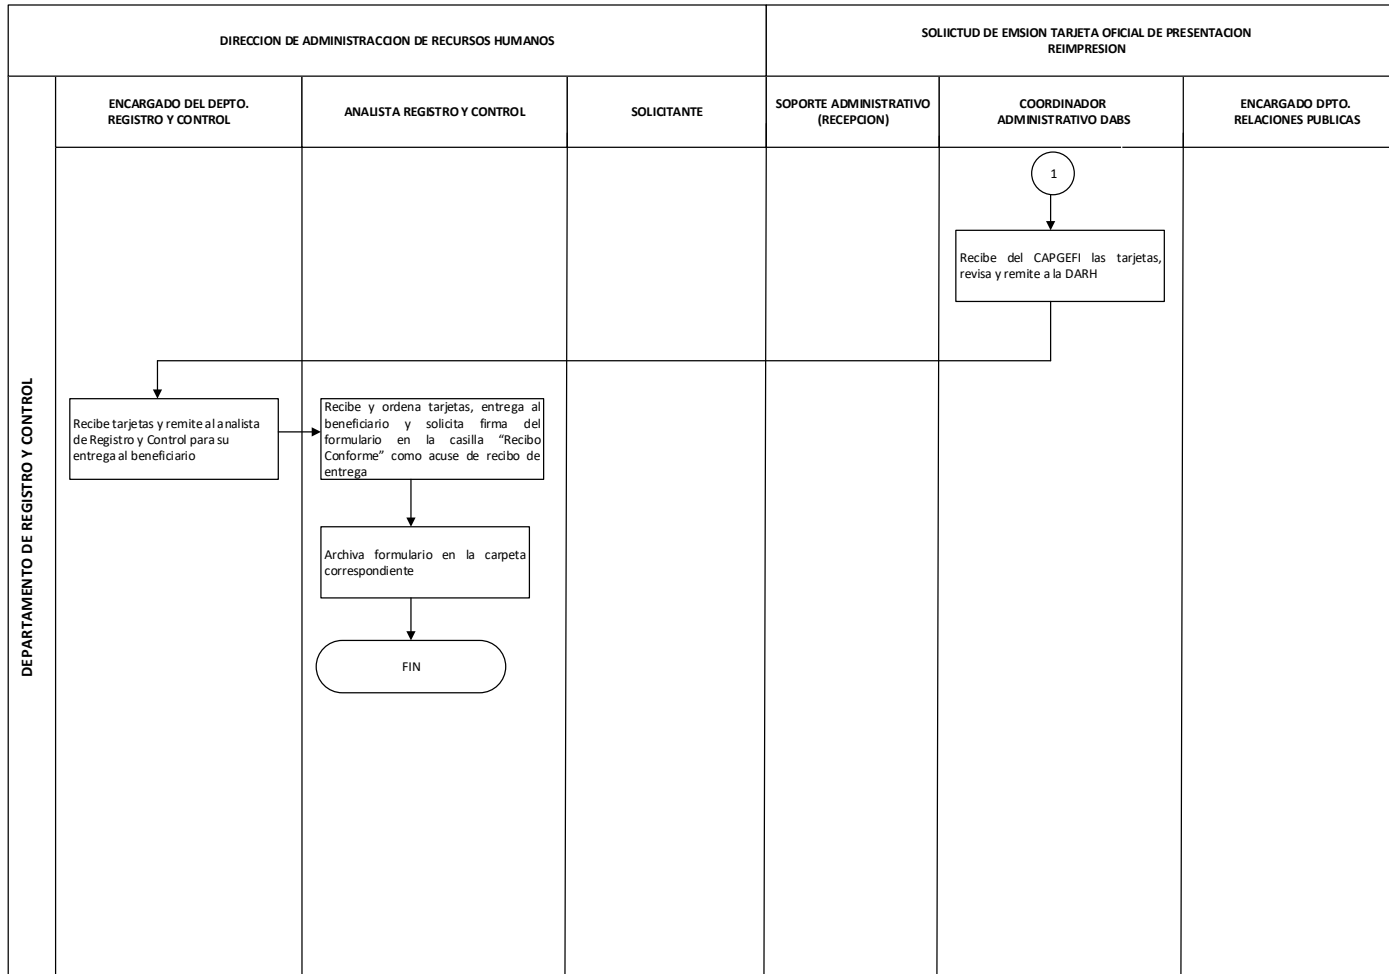 DIRECCION DE ADMINISTRACCION DE RECURSOS HUMANOS
SOLIICTUD DE EMSION TARJETA OFICIAL DE PRESENTACION
REIMPRESION
ENCARGADO DEL DEPTO.
REGISTRO Y CONTROL
ANALISTA REGISTRO Y CONTROL
SOLICITANTE
SOPORTE ADMINISTRATIVO
(RECEPCION)
COORDINADOR
ADMINISTRATIVO DABS
ENCARGADO DPTO.
RELACIONES PUBLICAS
DEPARTAMENTO DE REGISTRO Y CONTROL
1
Recibe del CAPGEFI las tarjetas,
revisa y remite a la DARH
Recibe tarjetas y remite al analista
de Registro y Control para su
entrega al beneficiario
Recibe y ordena tarjetas, entrega al
beneficiario y solicita firma del
formulario en la casilla “Recibo
Conforme” como acuse de recibo de
entrega
Archiva formulario en la carpeta
correspondiente
FIN